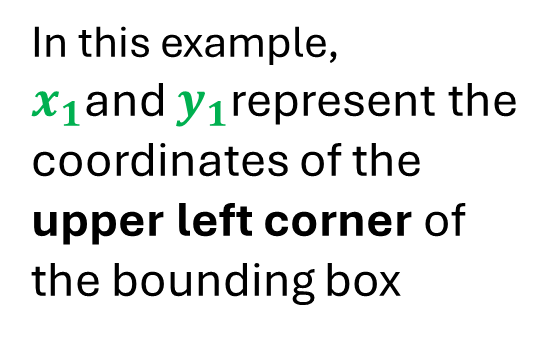 In this example,
x₁ and y₁ represent the
coordinates of the
upper left corner of
the bounding box